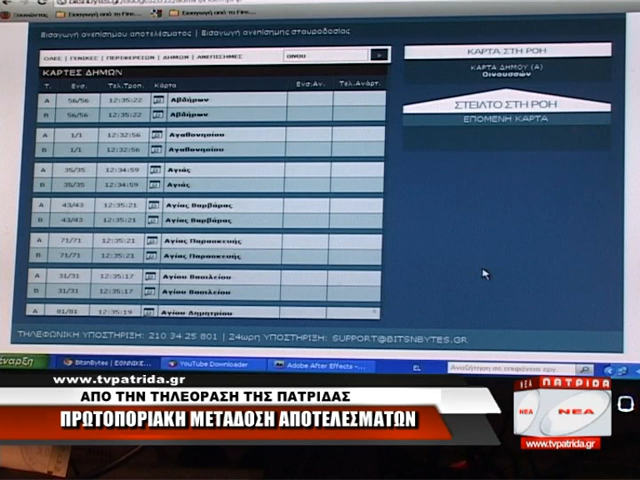 Εισαγωγή ανεπίσημου αποτελέσματος | Εισαγωγή ανεπίσημης σταυροδοσίας
ΟΛΕΣ | ΓΕΝΙΚΕΣ | ΠΕΡΙΦΕΡΕΙΩΝ | ΔΗΜΩΝ | ΑΝΕΠΙΣΗΜΕΣ
ΚΑΡΤΕΣ ΔΗΜΩΝ
Τ. Ενσ. Τελ.Τροπ. Κάρτα Ενσ.Αν. Τελ.Ανάρτ.
Α 56/56 12:35:22 Αβδήρων
Β 56/56 12:35:22 Αβδήρων
Α 1/1 12:32:56 Αγαθονησίου
Β 1/1 12:32:56 Αγαθονησίου
Α 35/35 12:34:59 Αγιάς
Β 35/35 12:34:59 Αγιάς
Α 43/43 12:35:21 Αγίας Βαρβάρας
Β 43/43 12:35:21 Αγίας Βαρβάρας
Α 71/71 12:35:21 Αγίας Παρασκευής
Β 71/71 12:35:21 Αγίας Παρασκευής
Α 31/31 12:35:17 Αγίου Βασιλείου
Β 31/31 12:35:17 Αγίου Βασιλείου
Α 81/81 12:35:19 Αγίου Δημητρίου
ΚΑΡΤΑ ΣΤΗ ΡΟΗ
ΚΑΡΤΑ ΔΗΜΟΥ (Α)
Οινουσσών
ΣΤΕΙΛΤΟ ΣΤΗ ΡΟΗ
ΕΠΟΜΕΝΗ ΚΑΡΤΑ
ΤΗΛΕΦΩΝΙΚΗ ΥΠΟΣΤΗΡΙΞΗ: 210 34 25 801 | 24ωρη ΥΠΟΣΤΗΡΙΞΗ: SUPPORT@BITSNBYTES.GR
έναρξη BitsnBytes | ΕΘΝΙΚΕΣ... YouTube Downloader Adobe After Effects -... EL
www.tvpatrida.gr
ΑΠΟ ΤΗΝ ΤΗΛΕΟΡΑΣΗ ΤΗΣ ΠΑΤΡΙΔΑΣ
ΠΡΩΤΟΠΟΡΙΑΚΗ ΜΕΤΑΔΟΣΗ ΑΠΟΤΕΛΕΣΜΑΤΩΝ
ΝΕΑ ΠΑΤΡΙΔΑ
ΝΕΑ ΝΕΑ
www.tvpatrida.gr